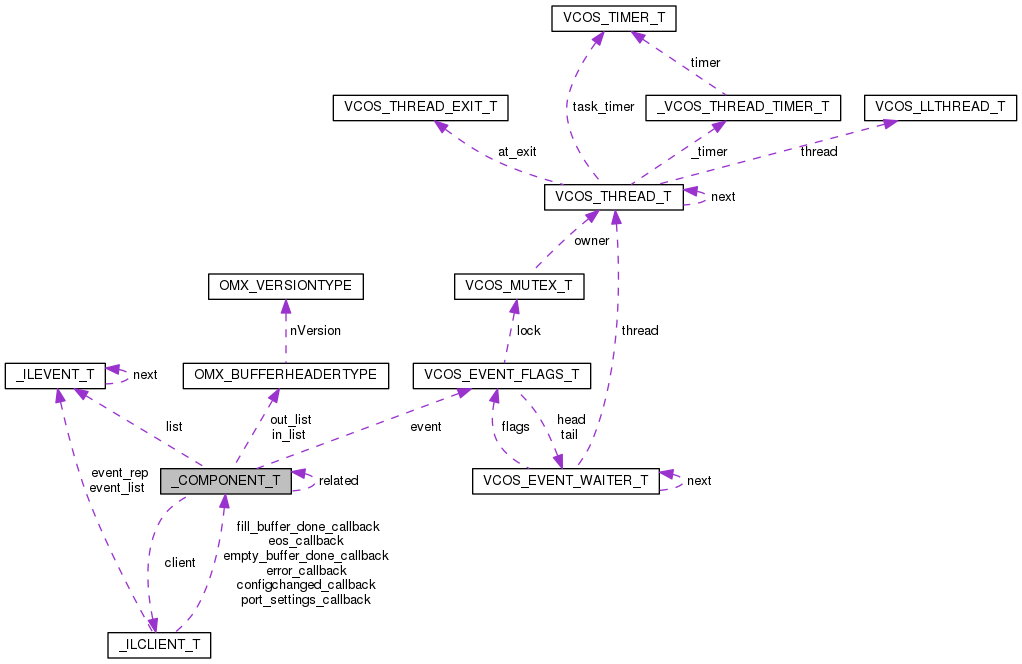 VCOS_TIMER_T
timer
VCOS_THREAD_EXIT_T
task_timer
_VCOS_THREAD_TIMER_T
VCOS_LLTHREAD_T
at_exit
_timer
thread
VCOS_THREAD_T
next
owner
OMX_VERSIONTYPE
VCOS_MUTEX_T
nVersion
lock
thread
_ILEVENT_T
next
OMX_BUFFERHEADERTYPE
VCOS_EVENT_FLAGS_T
list
out_list
in_list
event
flags
head
tail
event_rep
event_list
_COMPONENT_T
related
VCOS_EVENT_WAITER_T
next
client
fill_buffer_done_callback
eos_callback
empty_buffer_done_callback
error_callback
configchanged_callback
port_settings_callback
_ILCLIENT_T